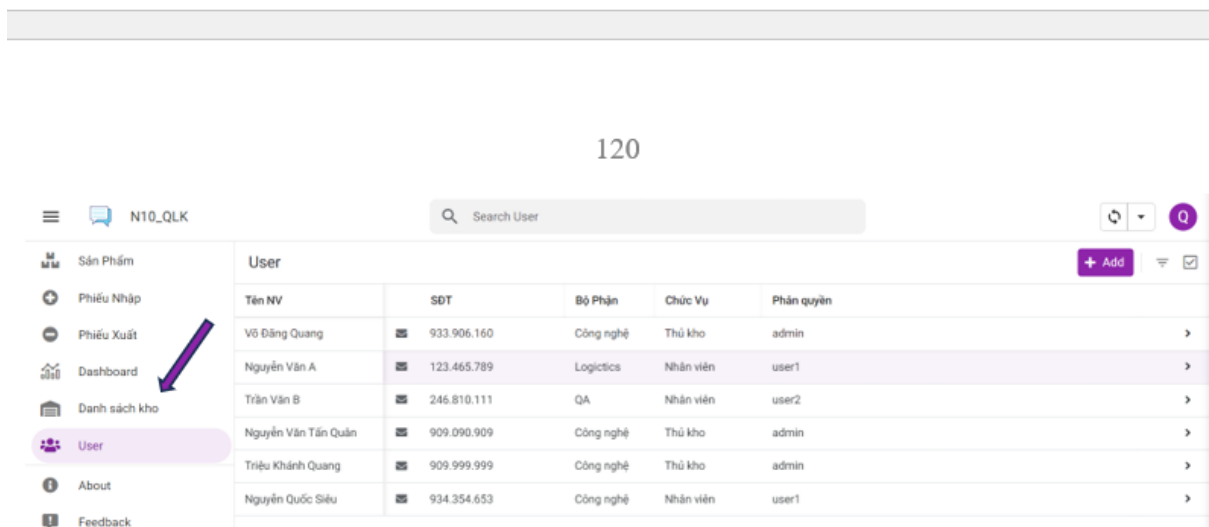 120
N10_QLK Search User Q
Sản Phẩm User + Add
Phiếu Nhập Tên NV SĐT Bộ Phận Chức Vụ Phân quyền
Phiếu Xuất Võ Đăng Quang 933.906.160 Công nghệ Thủ kho admin
Dashboard Nguyễn Văn A 123.465.789 Logictics Nhân viên user1
Danh sách kho Trần Văn B 246.810.111 QA Nhân viên user2
User Nguyễn Văn Tấn Quân 909.090.909 Công nghệ Thủ kho admin
Triệu Khánh Quang 909.999.999 Công nghệ Thủ kho admin
About Nguyễn Quốc Siêu 934.354.653 Công nghệ Nhân viên user1
Feedback